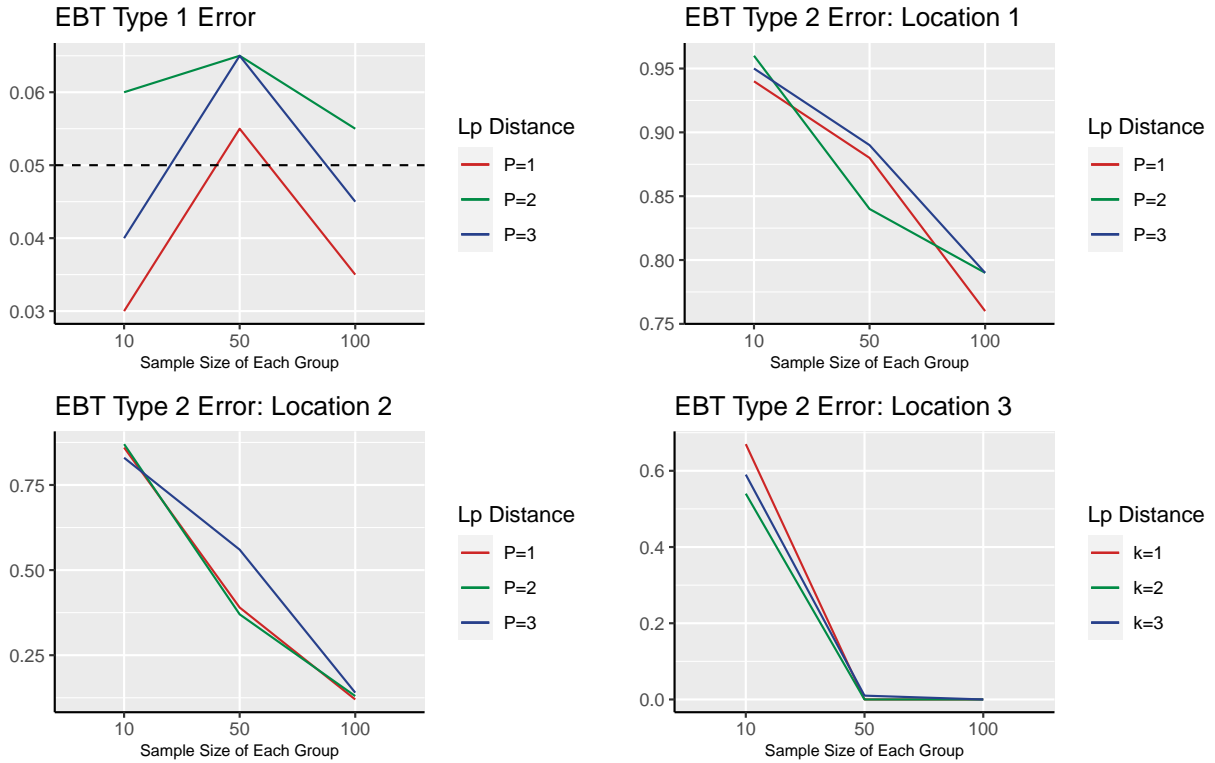 EBT Type 1 Error
0.06
0.05
0.04
0.03
10 50 100
Sample Size of Each Group
Lp Distance
P=1
P=2
P=3
EBT Type 2 Error: Location 1
0.95
0.90
0.85
0.80
0.75
10 50 100
Sample Size of Each Group
Lp Distance
P=1
P=2
P=3
EBT Type 2 Error: Location 2
0.75
0.50
0.25
10 50 100
Sample Size of Each Group
Lp Distance
P=1
P=2
P=3
EBT Type 2 Error: Location 3
0.6
0.4
0.2
0.0
10 50 100
Sample Size of Each Group
Lp Distance
k=1
k=2
k=3